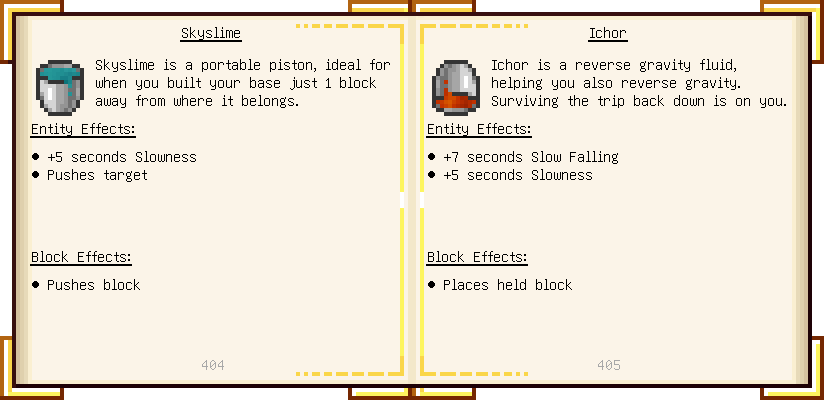 Skyslime
Skyslime is a portable piston, ideal for
when you built your base just 1 block
away from where it belongs.
Entity Effects:
● +5 seconds Slowness
● Pushes target
Block Effects:
● Pushes block
404
Ichor
Ichor is a reverse gravity fluid,
helping you also reverse gravity.
Surviving the trip back down is on you.
Entity Effects:
● +7 seconds Slow Falling
● +5 seconds Slowness
Block Effects:
● Places held block
405